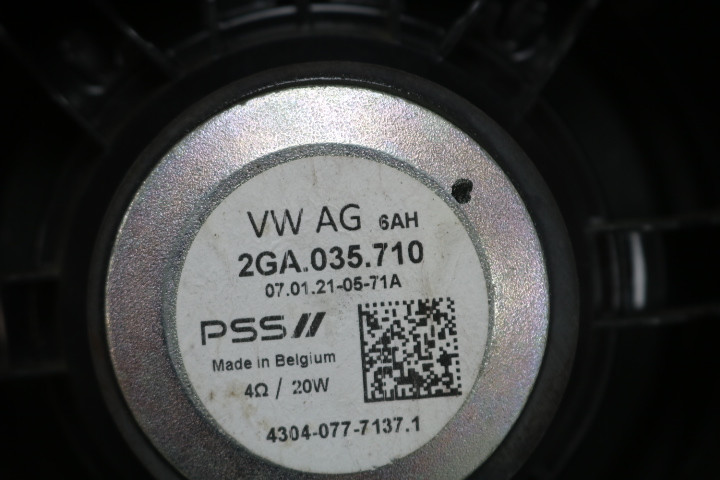 VW AG 6AH
2GA.035.710
07.01.21-05-71A
PSS//
Made in Belgium
4Ω / 20W
4304-077-7137.1